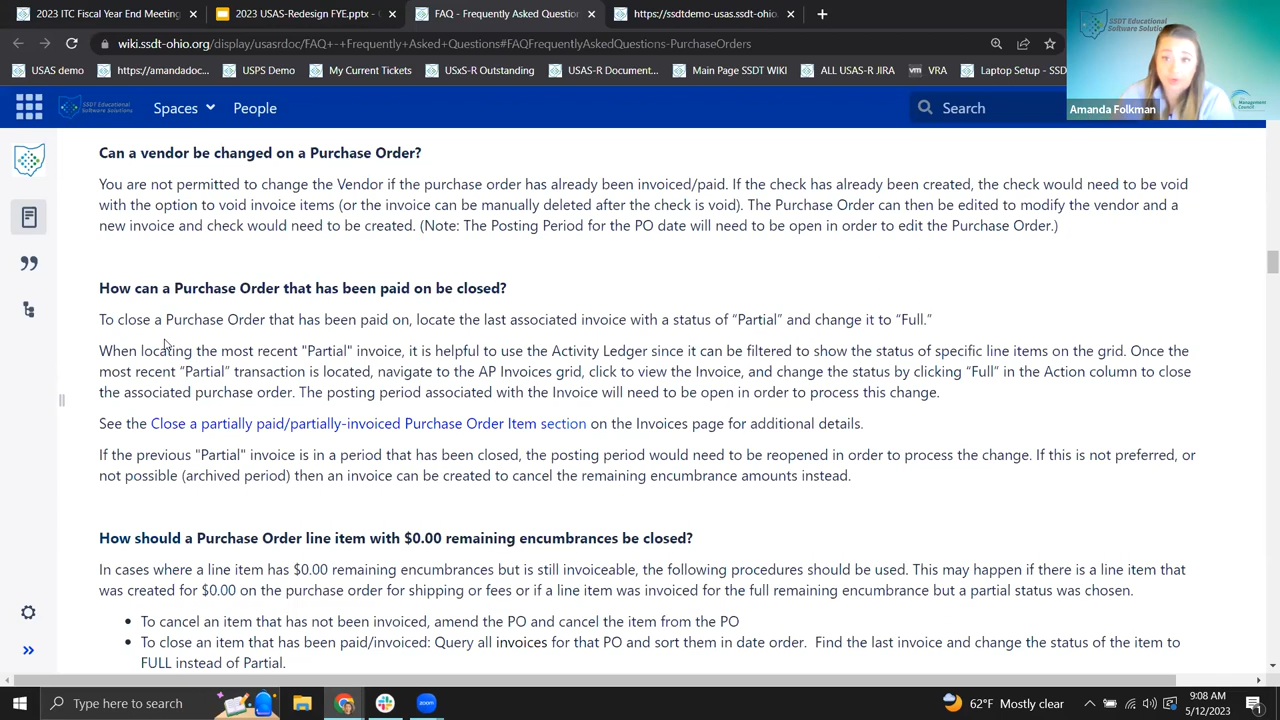 2023 ITC Fiscal Year End Meeting
2023 USAS-Redesign FYE.pptx -
FAQ - Frequently Asked Question
https://ssdtdemo-usas.ssdt-ohio.
wiki.ssdt-ohio.org/display/usasrdoc/FAQ+-+Frequently+Asked+Questions#FAQFrequentlyAskedQuestions-PurchaseOrders
USAS demo
https://amandadoc...
USPS Demo
My Current Tickets
USxS-R Outstanding
USAS-R Document...
Main Page SSDT WIKI
ALL USAS-R JIRA
vm VRA
Laptop Setup - SSD
SSDT Educational
Software Solutio
Management
Council
Amanda Folkman
SSDT Educational
Software Solutions
Spaces
People
Search
Can a vendor be changed on a Purchase Order?
You are not permitted to change the Vendor if the purchase order has already been invoiced/paid. If the check has already been created, the check would need to be void
with the option to void invoice items (or the invoice can be manually deleted after the check is void). The Purchase Order can then be edited to modify the vendor and a
new invoice and check would need to be created. (Note: The Posting Period for the PO date will need to be open in order to edit the Purchase Order.)
How can a Purchase Order that has been paid on be closed?
To close a Purchase Order that has been paid on, locate the last associated invoice with a status of “Partial” and change it to “Full.”
When locating the most recent "Partial" invoice, it is helpful to use the Activity Ledger since it can be filtered to show the status of specific line items on the grid. Once the
most recent “Partial” transaction is located, navigate to the AP Invoices grid, click to view the Invoice, and change the status by clicking “Full” in the Action column to close
the associated purchase order. The posting period associated with the Invoice will need to be open in order to process this change.
See the Close a partially paid/partially-invoiced Purchase Order Item section on the Invoices page for additional details.
If the previous "Partial" invoice is in a period that has been closed, the posting period would need to be reopened in order to process the change. If this is not preferred, or
not possible (archived period) then an invoice can be created to cancel the remaining encumbrance amounts instead.
How should a Purchase Order line item with $0.00 remaining encumbrances be closed?
In cases where a line item has $0.00 remaining encumbrances but is still invoiceable, the following procedures should be used. This may happen if there is a line item that
was created for $0.00 on the purchase order for shipping or fees or if a line item was invoiced for the full remaining encumbrance but a partial status was chosen.
• To cancel an item that has not been invoiced, amend the PO and cancel the item from the PO
• To close an item that has been paid/invoiced: Query all invoices for that PO and sort them in date order. Find the last invoice and change the status of the item to
FULL instead of Partial.
Type here to search
zoom
62°F Mostly clear
9:08 AM
5/12/2023
1